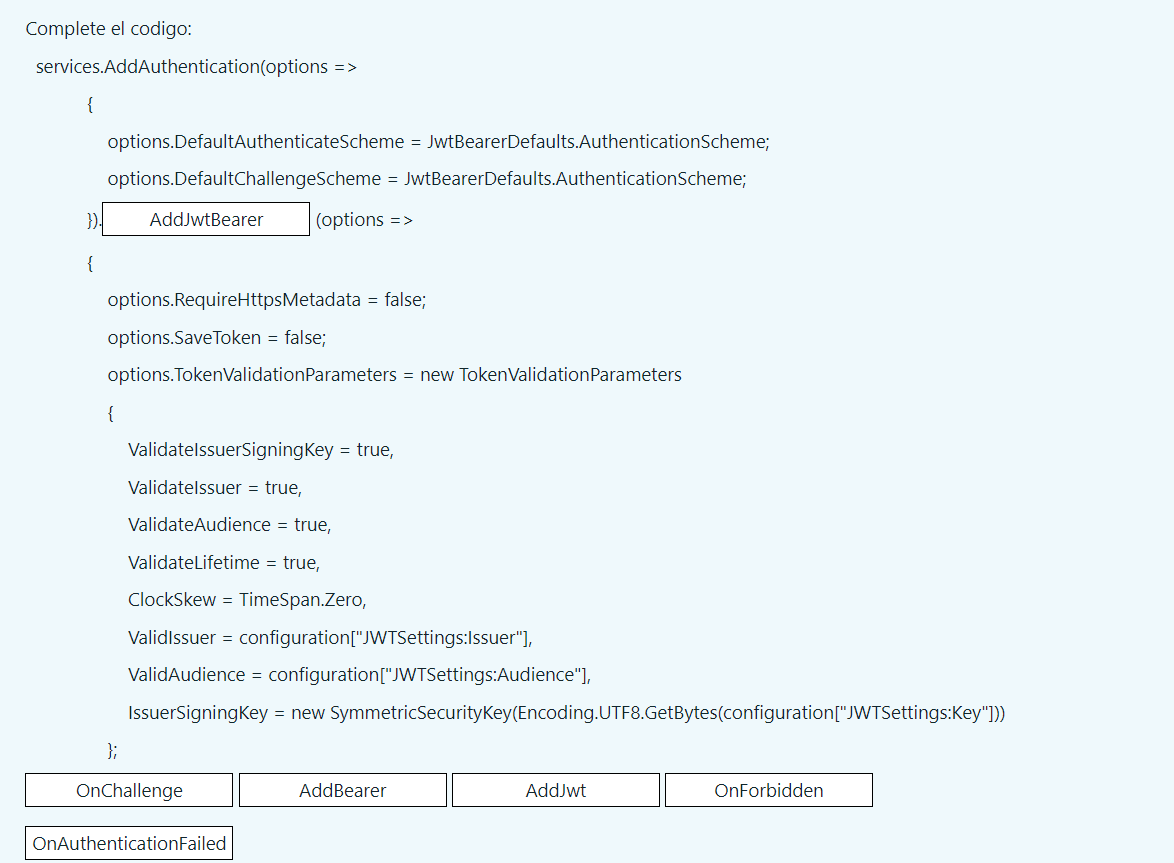 Complete el codigo:
services.AddAuthentication(options =>
{
options.DefaultAuthenticateScheme = JwtBearerDefaults.AuthenticationScheme;
options.DefaultChallengeScheme = JwtBearerDefaults.AuthenticationScheme;
}). AddJwtBearer (options =>
{
options.RequireHttpsMetadata = false;
options.SaveToken = false;
options.TokenValidationParameters = new TokenValidationParameters
{
ValidateIssuerSigningKey = true,
ValidateIssuer = true,
ValidateAudience = true,
ValidateLifetime = true,
ClockSkew = TimeSpan.Zero,
ValidIssuer = configuration["JWTSettings:Issuer"],
ValidAudience = configuration["JWTSettings:Audience"],
IssuerSigningKey = new SymmetricSecurityKey(Encoding.UTF8.GetBytes(configuration["JWTSettings:Key"]))
};
OnChallenge AddBearer AddJwt OnForbidden
OnAuthenticationFailed